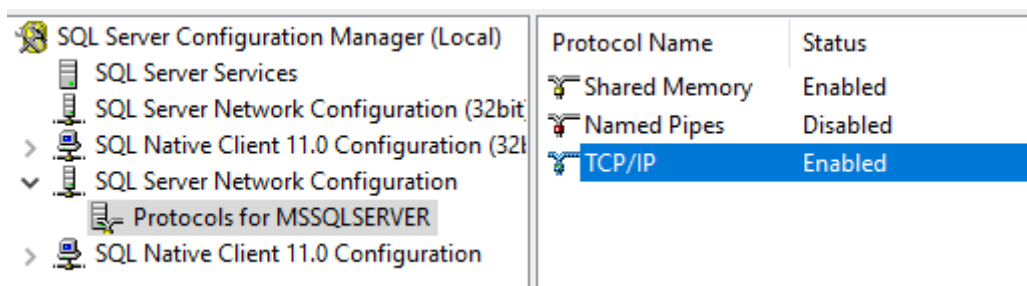 SQL Server Configuration Manager (Local)
SQL Server Services
SQL Server Network Configuration (32bit
SQL Native Client 11.0 Configuration (32b
SQL Server Network Configuration
Protocols for MSSQLSERVER
SQL Native Client 11.0 Configuration
Protocol Name Status
Shared Memory Enabled
Named Pipes Disabled
TCP/IP Enabled